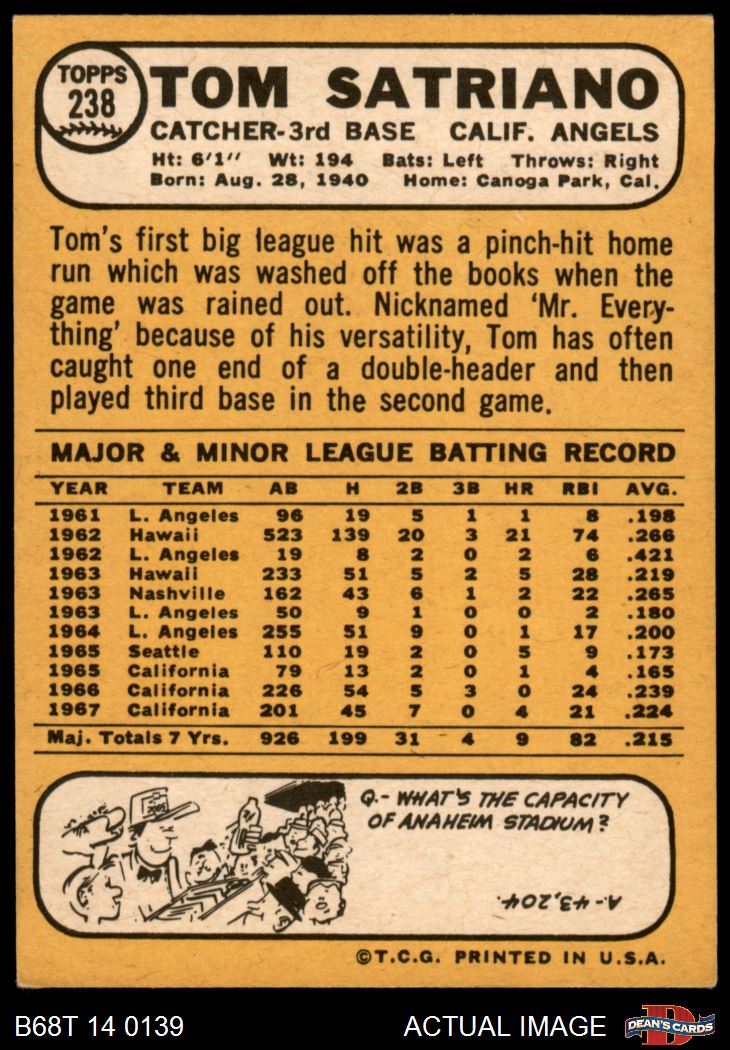 TOPPS
238
TOM SATRIANO
CATCHER-3rd BASE CALIF. ANGELS
Ht: 6'1" Wt: 194 Bats: Left Throws: Right
Born: Aug. 28, 1940 Home: Canoga Park, Cal.
Tom's first big league hit was a pinch-hit home
run which was washed off the books when the
game was rained out. Nicknamed 'Mr. Every-
thing' because of his versatility, Tom has often
caught one end of a double-header and then
played third base in the second game.
MAJOR & MINOR LEAGUE BATTING RECORD
YEAR TEAM AB H 2B 3B HR RBI AVG.
1961 L. Angeles 96 19 5 1 1 8 .198
1962 Hawaii 523 139 20 3 21 74 .266
1962 L. Angeles 19 8 2 0 2 6 .421
1963 Hawaii 233 51 5 2 5 28 .219
1963 Nashville 162 43 6 1 2 22 .265
1963 L. Angeles 50 9 1 0 0 2 .180
1964 L. Angeles 255 51 9 0 1 17 .200
1965 Seattle 110 19 2 0 5 9 .173
1965 California 79 13 2 0 1 4 .165
1966 California 226 54 5 3 0 24 .239
1967 California 201 45 7 0 4 21 .224
Maj. Totals 7 Yrs. 926 199 31 4 9 82 .215
Q.- WHAT'S THE CAPACITY
OF ANAHEIM STADIUM?
A-43,204.
©T.C.G. PRINTED IN U.S.A.
B68T 14 0139 ACTUAL IMAGE
DEAN'S CARDS